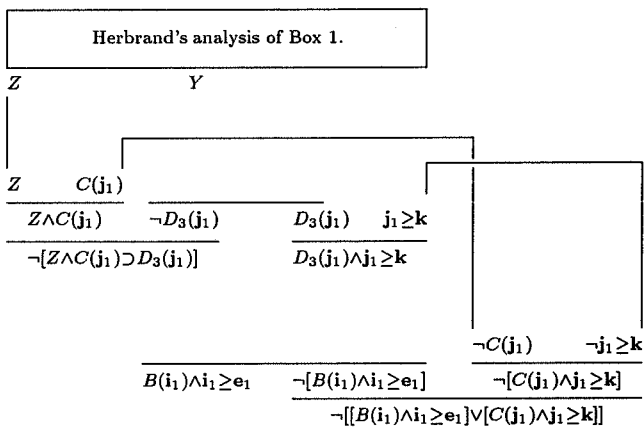 Herbrand's analysis of Box 1.
Z Y
Z C(j₁)
Z∧C(j₁) ¬D₃(j₁) D₃(j₁) j₁≥k
¬[Z∧C(j₁)⊃D₃(j₁)] D₃(j₁)∧j₁≥k
¬C(j₁) ¬j₁≥k
B(i₁)∧i₁≥e₁ ¬[B(i₁)∧i₁≥e₁] ¬[C(j₁)∧j₁≥k]
¬[[B(i₁)∧i₁≥e₁]∨[C(j₁)∧j₁≥k]]